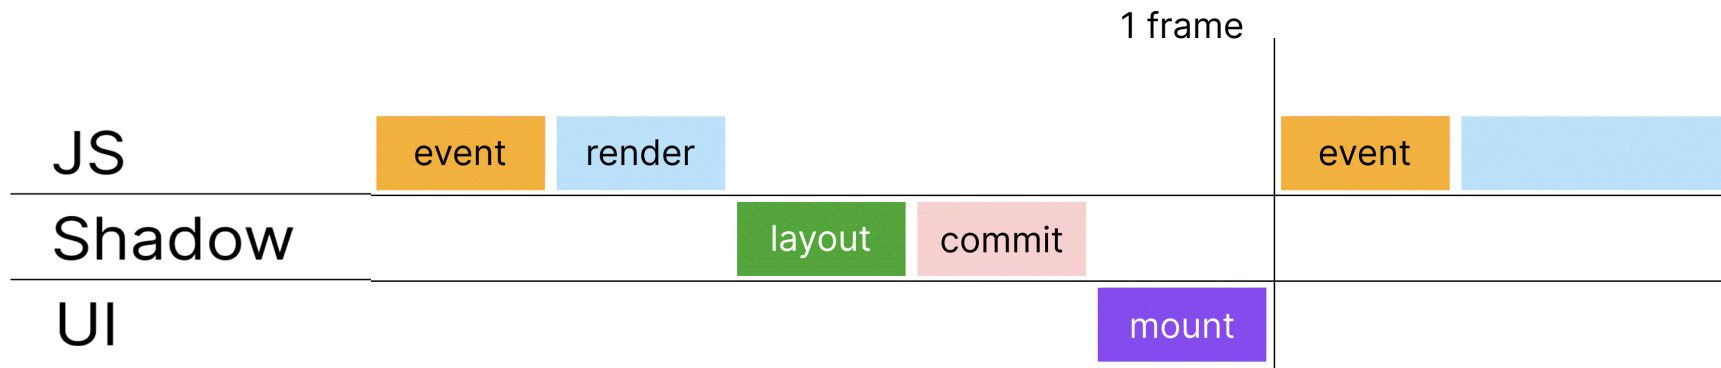 1 frame
JS event render event
Shadow layout commit
UI mount